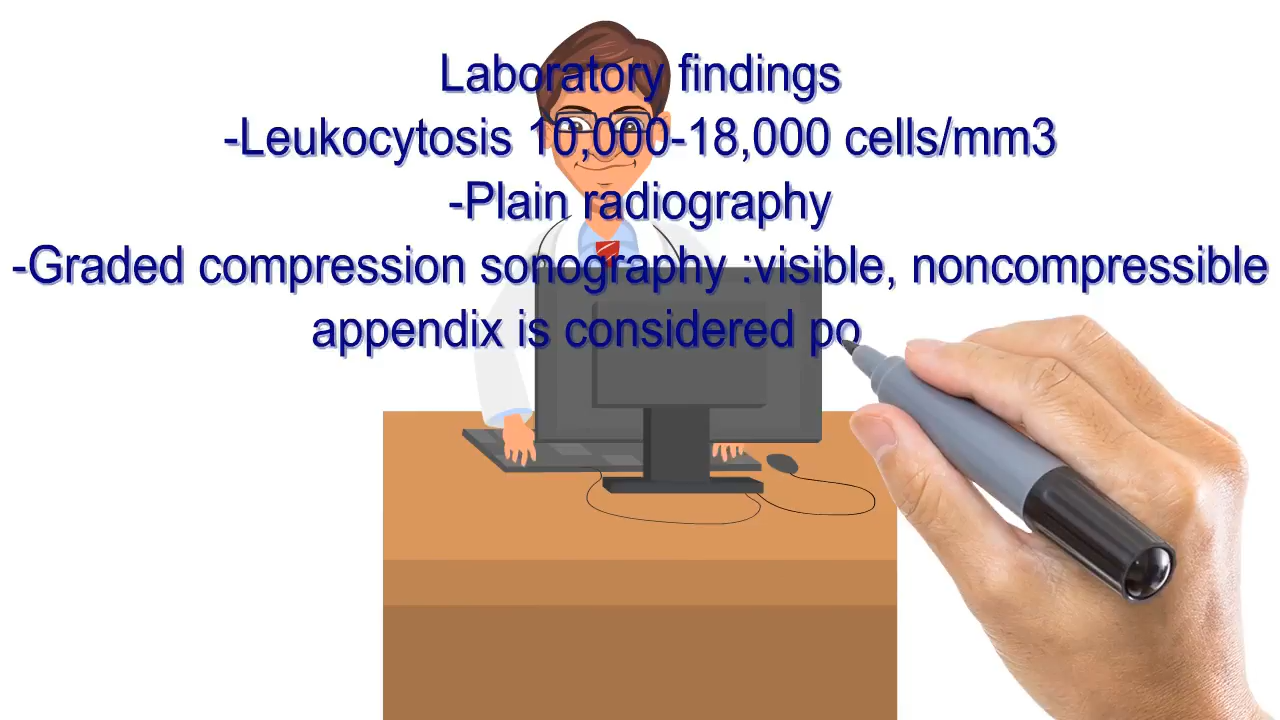 Laboratory findings
-Leukocytosis 10,000-18,000 cells/mm3
-Plain radiography
-Graded compression sonography :visible, noncompressible
appendix is considered po